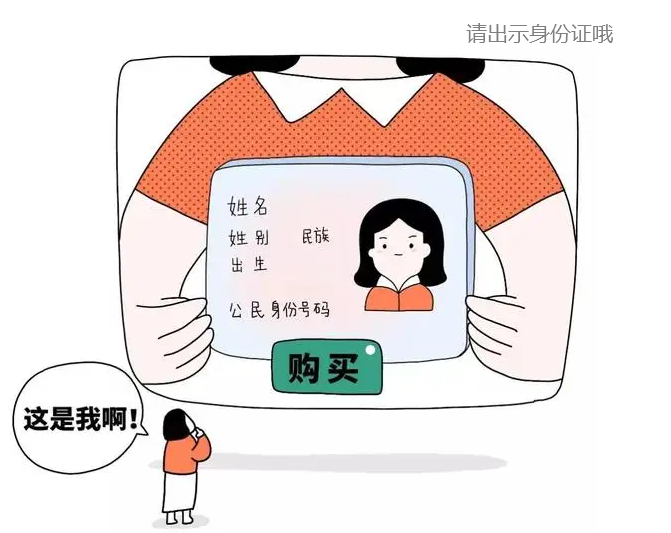 请出示身份证哦
姓名
姓别 民族
出生
公民身份号码
购买
这是我啊!